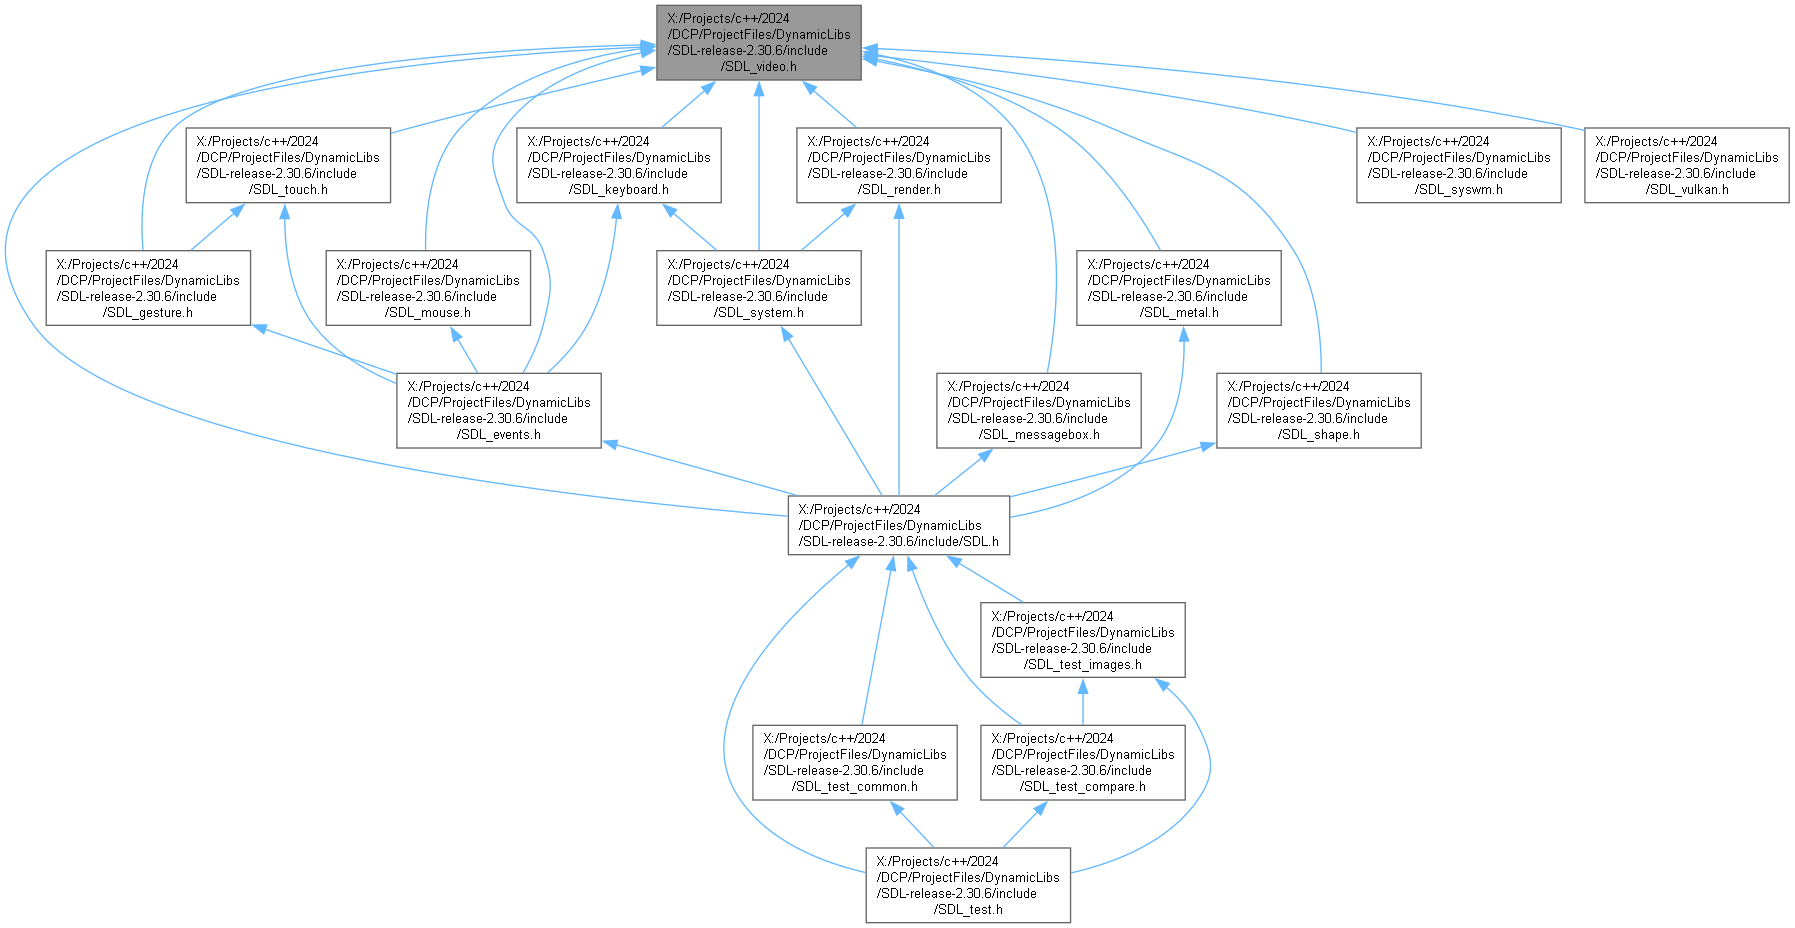 X:/Projects/c++/2024
/DCP/ProjectFiles/DynamicLibs
/SDL-release-2.30.6/include
/SDL_video.h
X:/Projects/c++/2024
/DCP/ProjectFiles/DynamicLibs
/SDL-release-2.30.6/include
/SDL_touch.h
X:/Projects/c++/2024
/DCP/ProjectFiles/DynamicLibs
/SDL-release-2.30.6/include
/SDL_keyboard.h
X:/Projects/c++/2024
/DCP/ProjectFiles/DynamicLibs
/SDL-release-2.30.6/include
/SDL_render.h
X:/Projects/c++/2024
/DCP/ProjectFiles/DynamicLibs
/SDL-release-2.30.6/include
/SDL_syswm.h
X:/Projects/c++/2024
/DCP/ProjectFiles/DynamicLibs
/SDL-release-2.30.6/include
/SDL_vulkan.h
X:/Projects/c++/2024
/DCP/ProjectFiles/DynamicLibs
/SDL-release-2.30.6/include
/SDL_gesture.h
X:/Projects/c++/2024
/DCP/ProjectFiles/DynamicLibs
/SDL-release-2.30.6/include
/SDL_mouse.h
X:/Projects/c++/2024
/DCP/ProjectFiles/DynamicLibs
/SDL-release-2.30.6/include
/SDL_system.h
X:/Projects/c++/2024
/DCP/ProjectFiles/DynamicLibs
/SDL-release-2.30.6/include
/SDL_metal.h
X:/Projects/c++/2024
/DCP/ProjectFiles/DynamicLibs
/SDL-release-2.30.6/include
/SDL_events.h
X:/Projects/c++/2024
/DCP/ProjectFiles/DynamicLibs
/SDL-release-2.30.6/include
/SDL_messagebox.h
X:/Projects/c++/2024
/DCP/ProjectFiles/DynamicLibs
/SDL-release-2.30.6/include
/SDL_shape.h
X:/Projects/c++/2024
/DCP/ProjectFiles/DynamicLibs
/SDL-release-2.30.6/include/SDL.h
X:/Projects/c++/2024
/DCP/ProjectFiles/DynamicLibs
/SDL-release-2.30.6/include
/SDL_test_images.h
X:/Projects/c++/2024
/DCP/ProjectFiles/DynamicLibs
/SDL-release-2.30.6/include
/SDL_test_common.h
X:/Projects/c++/2024
/DCP/ProjectFiles/DynamicLibs
/SDL-release-2.30.6/include
/SDL_test_compare.h
X:/Projects/c++/2024
/DCP/ProjectFiles/DynamicLibs
/SDL-release-2.30.6/include
/SDL_test.h